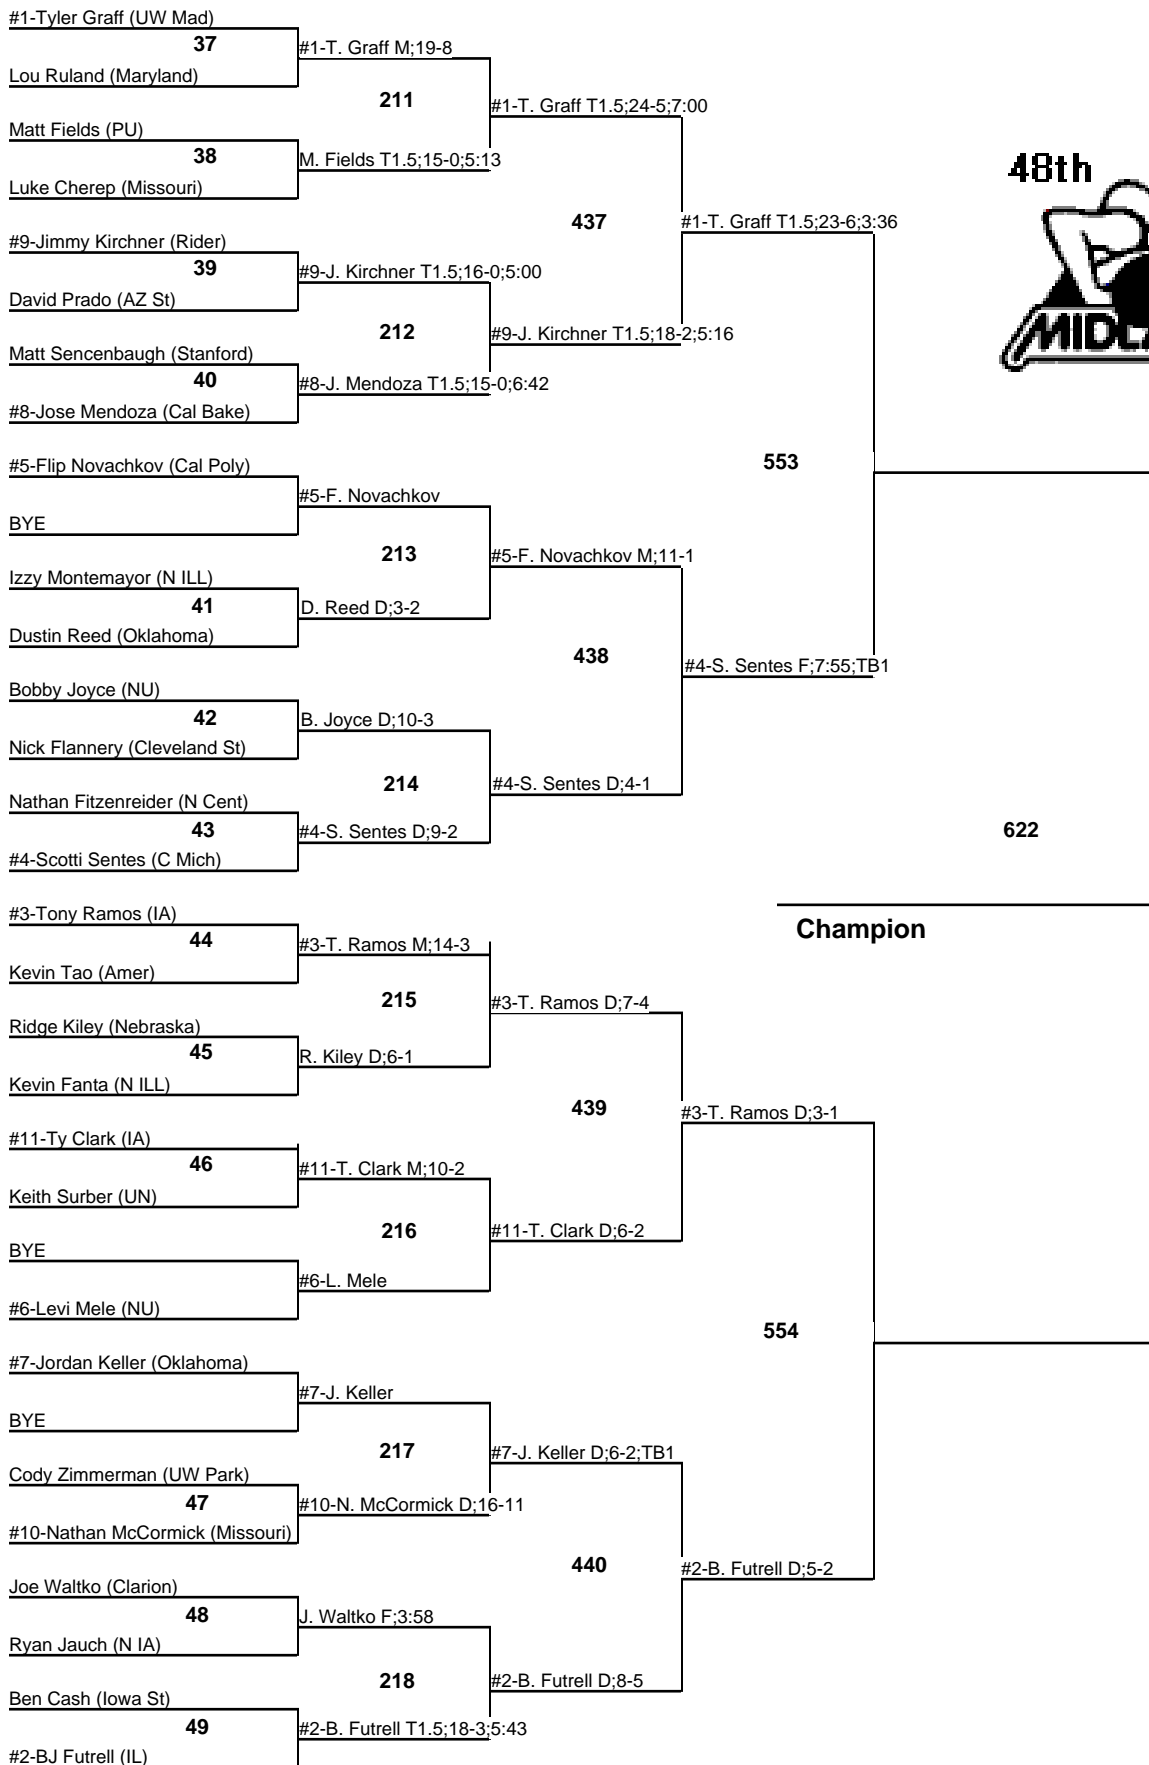 #1-Tyler Graff (UW Mad)
37
#1-T. Graff M;19-8
Lou Ruland (Maryland)
211
#1-T. Graff T1.5;24-5;7:00
Matt Fields (PU)
38
M. Fields T1.5;15-0;5:13
Luke Cherep (Missouri)
48th
437
#1-T. Graff T1.5;23-6;3:36
#9-Jimmy Kirchner (Rider)
39
#9-J. Kirchner T1.5;16-0;5:00
David Prado (AZ St)
212
#9-J. Kirchner T1.5;18-2;5:16
Matt Sencenbaugh (Stanford)
40
#8-J. Mendoza T1.5;15-0;6:42
#8-Jose Mendoza (Cal Bake)
553
#5-Flip Novachkov (Cal Poly)
#5-F. Novachkov
BYE
213
#5-F. Novachkov M;11-1
Izzy Montemayor (N ILL)
41
D. Reed D;3-2
Dustin Reed (Oklahoma)
438
#4-S. Sentes F;7:55;TB1
Bobby Joyce (NU)
42
B. Joyce D;10-3
Nick Flannery (Cleveland St)
214
#4-S. Sentes D;4-1
Nathan Fitzenreider (N Cent)
43
#4-S. Sentes D;9-2
#4-Scotti Sentes (C Mich)
622
Champion
#3-Tony Ramos (IA)
44
#3-T. Ramos M;14-3
Kevin Tao (Amer)
215
#3-T. Ramos D;7-4
Ridge Kiley (Nebraska)
45
R. Kiley D;6-1
Kevin Fanta (N ILL)
439
#3-T. Ramos D;3-1
#11-Ty Clark (IA)
46
#11-T. Clark M;10-2
Keith Surber (UN)
216
#11-T. Clark D;6-2
BYE
#6-L. Mele
#6-Levi Mele (NU)
554
#7-Jordan Keller (Oklahoma)
#7-J. Keller
BYE
217
#7-J. Keller D;6-2;TB1
Cody Zimmerman (UW Park)
47
#10-N. McCormick D;16-11
#10-Nathan McCormick (Missouri)
440
#2-B. Futrell D;5-2
Joe Waltko (Clarion)
48
J. Waltko F;3:58
Ryan Jauch (N IA)
218
#2-B. Futrell D;8-5
Ben Cash (Iowa St)
49
#2-B. Futrell T1.5;18-3;5:43
#2-BJ Futrell (IL)